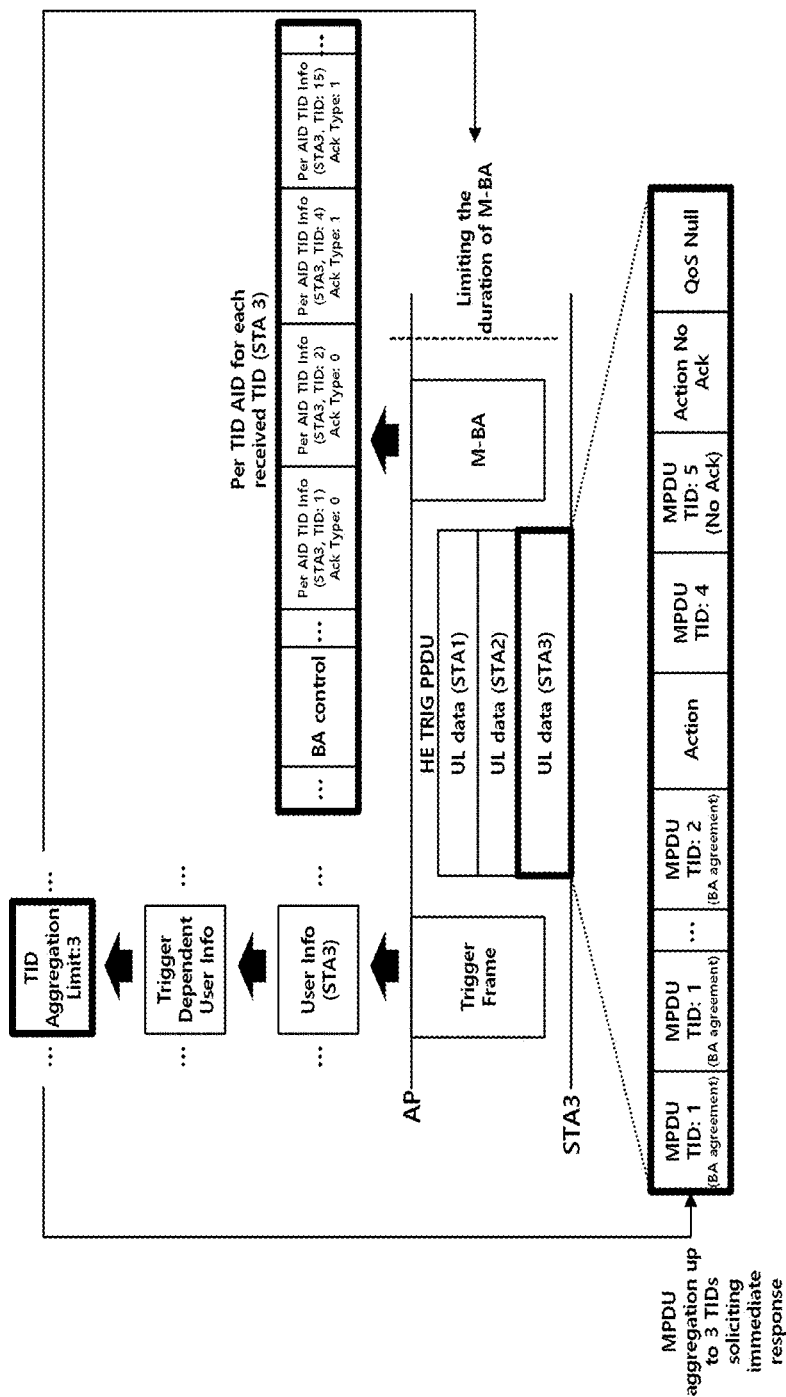 ...
TID
Aggregation
Limit:3
...
...
Trigger
Dependent
User Info
...
...
User Info
(STA3)
...
Per TID AID for each
received TID (STA 3)
...
BA control
...
Per AID TID Info
(STA3, TID: 1)
Ack Type: 0
Per AID TID Info
(STA3, TID: 2)
Ack Type: 0
Per AID TID Info
(STA3, TID: 4)
Ack Type: 1
Per AID TID Info
(STA3, TID: 15)
Ack Type: 1
...
AP
Trigger
Frame
HE TRIG PPDU
UL data (STA1)
UL data (STA2)
UL data (STA3)
M-BA
Limiting the
duration of M-BA
STA3
MPDU
aggregation up
to 3 TIDs
soliciting
immediate
response
MPDU
TID: 1
(BA agreement)
MPDU
TID: 1
(BA agreement)
...
MPDU
TID: 2
(BA agreement)
Action
MPDU
TID: 4
MPDU
TID: 5
(No Ack)
Action No
Ack
QoS Null